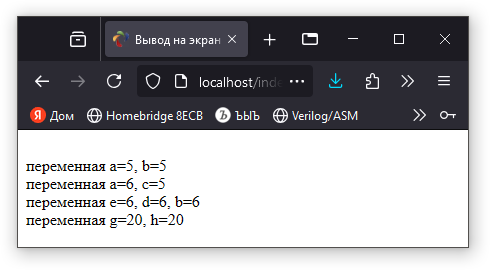 Вывод на экран
localhost/inde
Я Дом
Homebridge 8ECB
Ъ ЪЫЪ
Verilog/ASM
переменная a=5, b=5
переменная a=6, c=5
переменная e=6, d=6, b=6
переменная g=20, h=20